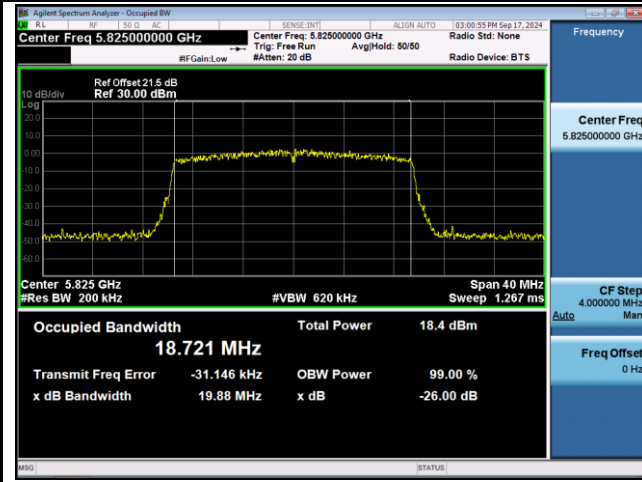 Agilent Spectrum Analyzer - Occupied BW
RL RF 50 Ω AC SENSE:INT ALIGN AUTO 03:00:55 PM Sep 17, 2024
Center Freq 5.825000000 GHz
Center Freq: 5.825000000 GHz Radio Std: None
Trig: Free Run Avg|Hold: 50/50
#IFGain:Low #Atten: 20 dB Radio Device: BTS
Frequency
Ref Offset 21.5 dB
10 dB/div Ref 30.00 dBm
Log
20.0
10.0
0.00
-10.0
-20.0
-30.0
-40.0
-50.0
-60.0
Center 5.825 GHz Span 40 MHz
#Res BW 200 kHz #VBW 620 kHz Sweep 1.267 ms
Occupied Bandwidth Total Power 18.4 dBm
18.721 MHz
Transmit Freq Error -31.146 kHz OBW Power 99.00 %
x dB Bandwidth 19.88 MHz x dB -26.00 dB
Center Freq
5.825000000 GHz
CF Step
4.000000 MHz
Auto Man
Freq Offset
0 Hz
MSG STATUS